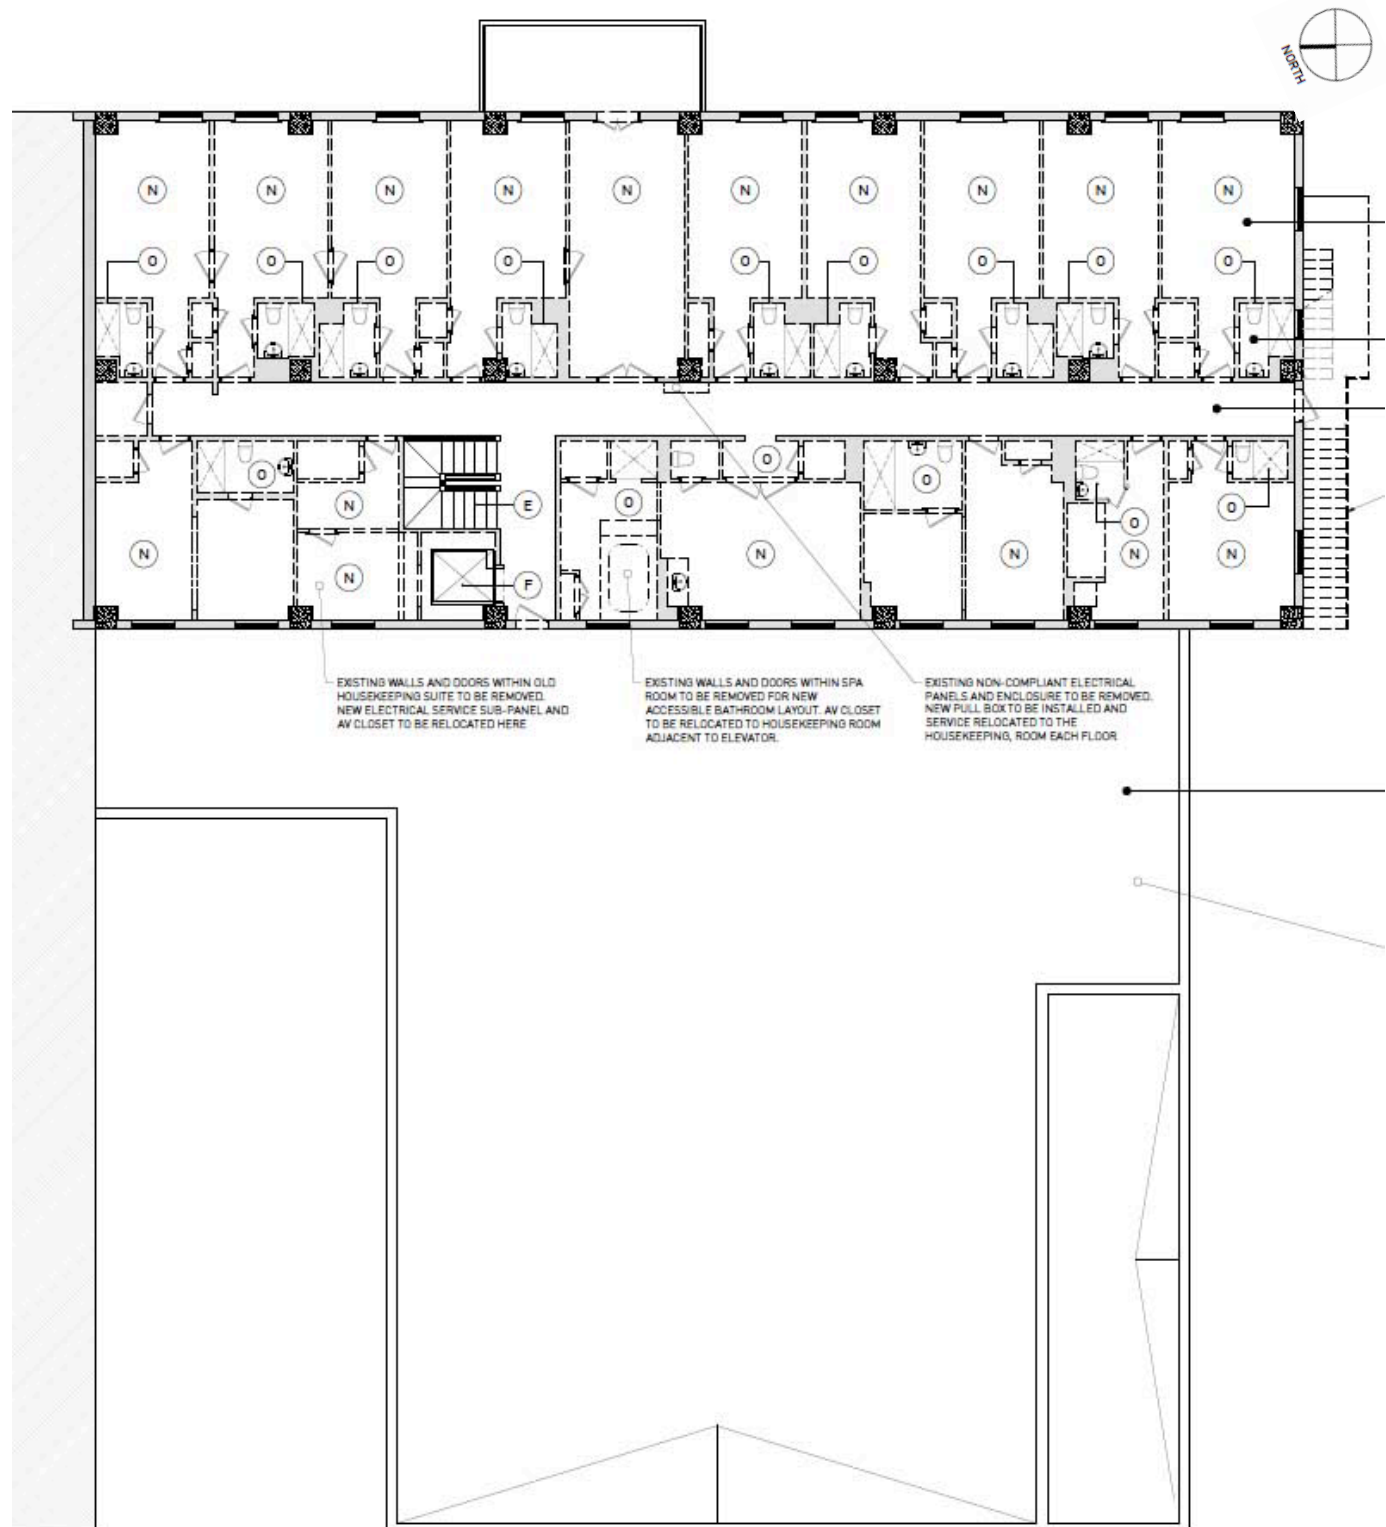 NORTH
N N N N N N N N N N
O O O O O O O O O
E
O
O
O
O
N
O
O
N
N
N
N
N
N
F
N
EXISTING WALLS AND DOORS WITHIN OLD
HOUSEKEEPING SUITE TO BE REMOVED.
NEW ELECTRICAL SERVICE SUB-PANEL AND
AV CLOSET TO BE RELOCATED HERE
EXISTING WALLS AND DOORS WITHIN SPA
ROOM TO BE REMOVED FOR NEW
ACCESSIBLE BATHROOM LAYOUT. AV CLOSET
TO BE RELOCATED TO HOUSEKEEPING ROOM
ADJACENT TO ELEVATOR.
EXISTING NON-COMPLIANT ELECTRICAL
PANELS AND ENCLOSURE TO BE REMOVED.
NEW PULL BOX TO BE INSTALLED AND
SERVICE RELOCATED TO THE
HOUSEKEEPING, ROOM EACH FLOOR